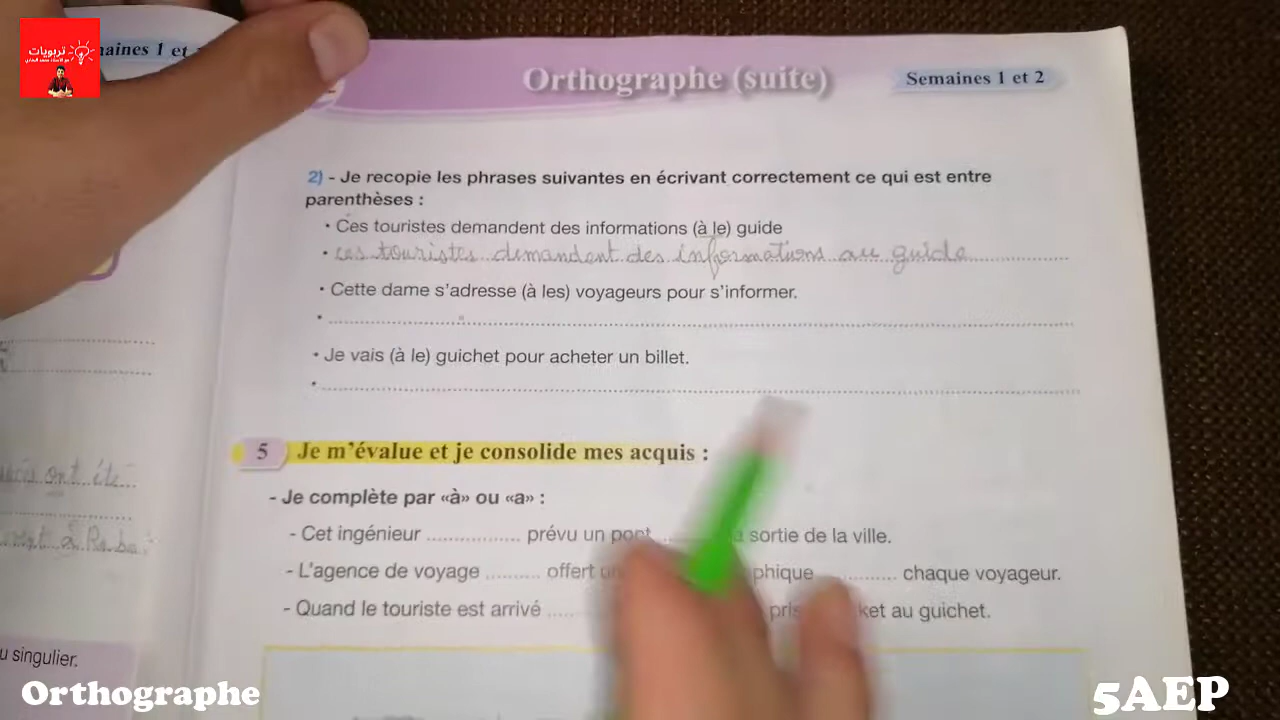 تربويات
aines 1 et
Orthographe (suite)
Semaines 1 et 2
2) - Je recopie les phrases suivantes en écrivant correctement ce qui est entre
parenthèses :
• Ces touristes demandent des informations (à le) guide
• ces touristes demandent des informations au guide
• Cette dame s'adresse (à les) voyageurs pour s'informer.
• Je vais (à le) guichet pour acheter un billet.
5 Je m'évalue et je consolide mes acquis :
- Je complète par «à» ou «a» :
- Cet ingénieur ................ prévu un pont a sortie de la ville.
- L'agence de voyage .......... offert un phique ............ chaque voyageur.
- Quand le touriste est arrivé ..... pris ket au guichet.
ont été
à Raba
u singulier.
Orthographe
5AEP